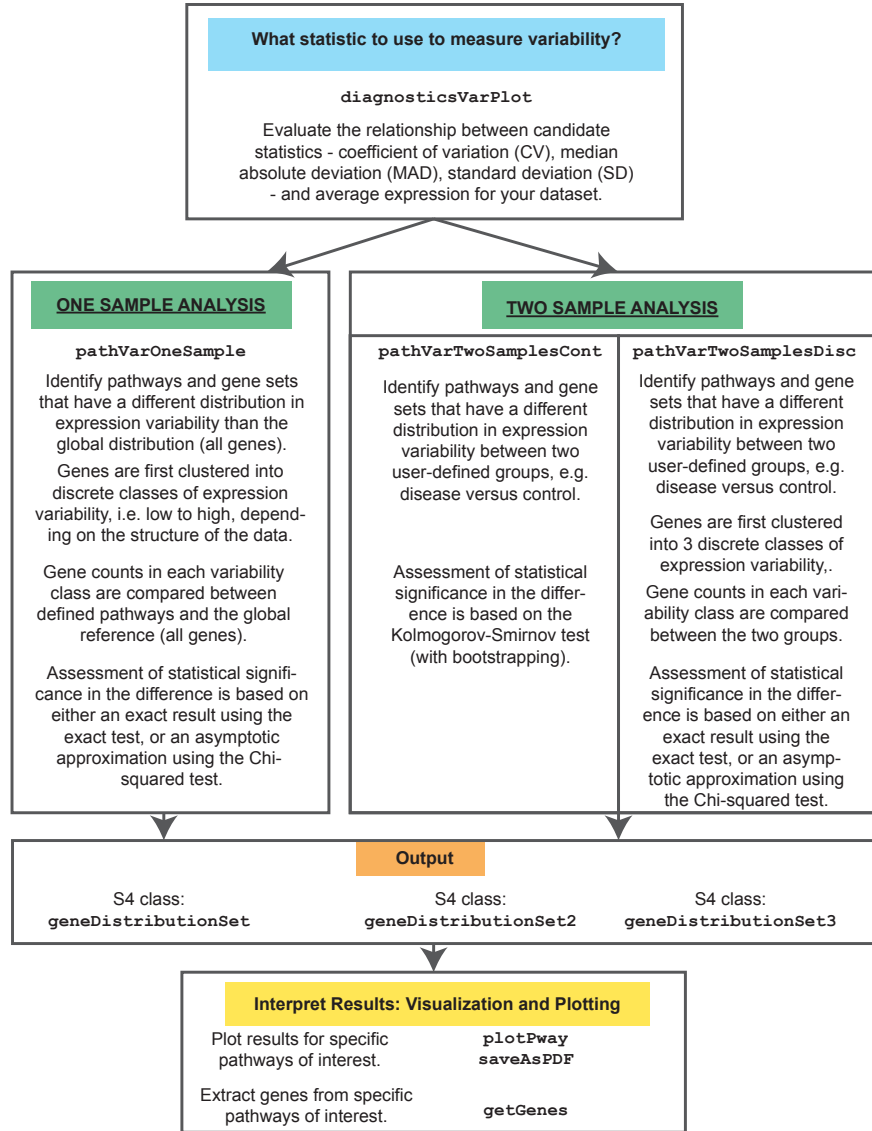 What statistic to use to measure variability?
diagnosticsVarPlot
Evaluate the relationship between candidate
statistics - coefficient of variation (CV), median
absolute deviation (MAD), standard deviation (SD)
- and average expression for your dataset.
ONE SAMPLE ANALYSIS
pathVarOneSample
Identify pathways and gene sets
that have a different distribution in
expression variability than the
global distribution (all genes).
Genes are first clustered into
discrete classes of expression
variability, i.e. low to high, depend-
ing on the structure of the data.
Gene counts in each variability
class are compared between
defined pathways and the global
reference (all genes).
Assessment of statistical signifi-
cance in the difference is based on
either an exact result using the
exact test, or an asymptotic
approximation using the Chi-
squared test.
TWO SAMPLE ANALYSIS
pathVarTwoSamplesCont
Identify pathways and gene
sets that have a different
distribution in expression
variability between two
user-defined groups, e.g.
disease versus control.
Assessment of statistical
significance in the differ-
ence is based on the
Kolmogorov-Smirnov test
(with bootstrapping).
pathVarTwoSamplesDisc
Identify pathways and gene
sets that have a different
distribution in expression
variability between two
user-defined groups, e.g.
disease versus control.
Genes are first clustered
into 3 discrete classes of
expression variability,.
Gene counts in each vari-
ability class are compared
between the two groups.
Assessment of statistical
significance in the differ-
ence is based on either an
exact result using the
exact test, or an asymp-
totic approximation using
the Chi-squared test.
Output
S4 class:
geneDistributionSet
S4 class:
geneDistributionSet2
S4 class:
geneDistributionSet3
Interpret Results: Visualization and Plotting
Plot results for specific
pathways of interest.
plotPway
saveAsPDF
Extract genes from specific
pathways of interest.
getGenes